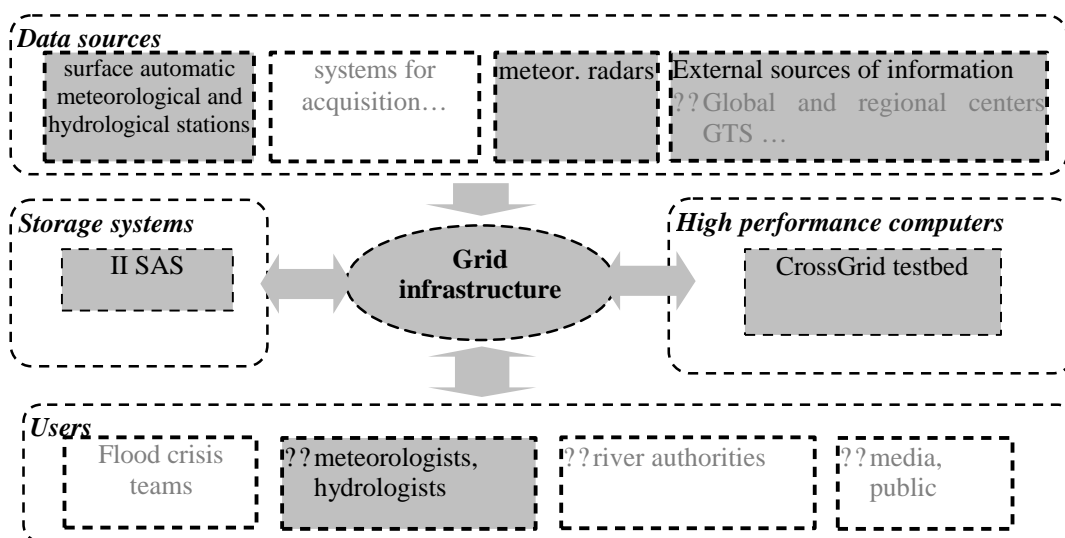 Data sources
surface automatic
meteorological and
hydrological stations
systems for
acquisition…
meteor. radars
External sources of information
??Global and regional centers
GTS …
Storage systems
II SAS
Grid
infrastructure
High performance computers
CrossGrid testbed
Users
Flood crisis
teams
??meteorologists,
hydrologists
??river authorities
??media,
public